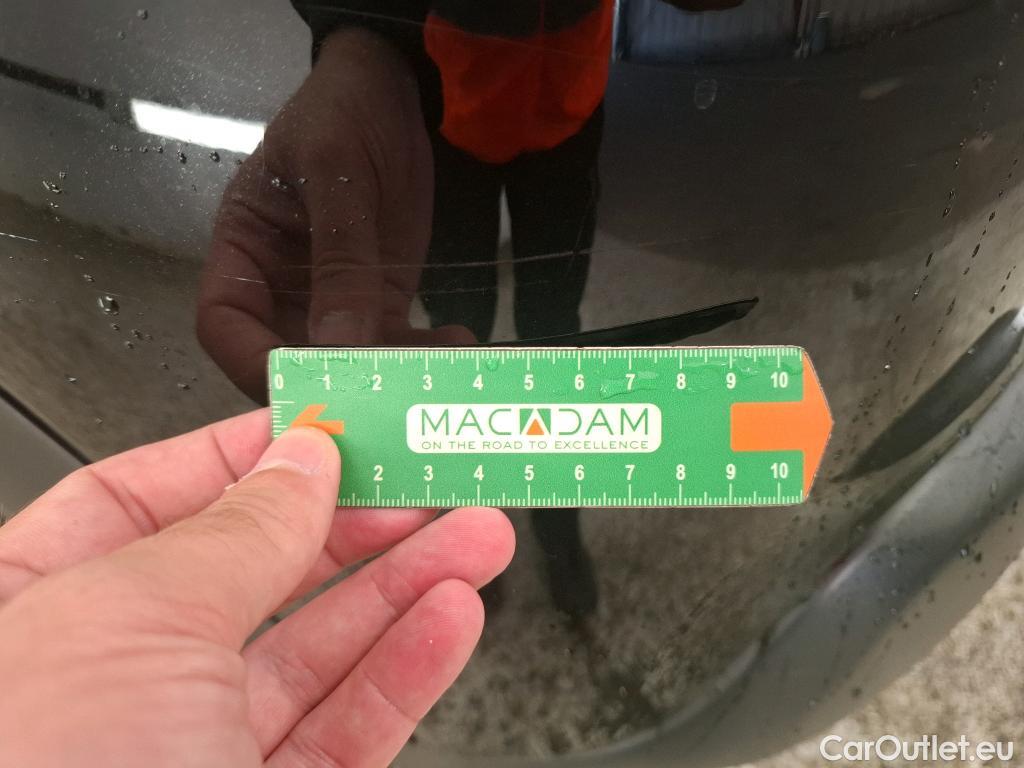 0 1 2 3 4 5 6 7 8 9 10
MACADAM
ON THE ROAD TO EXCELLENCE
2 3 4 5 6 7 8 9 10
CarOutlet.eu